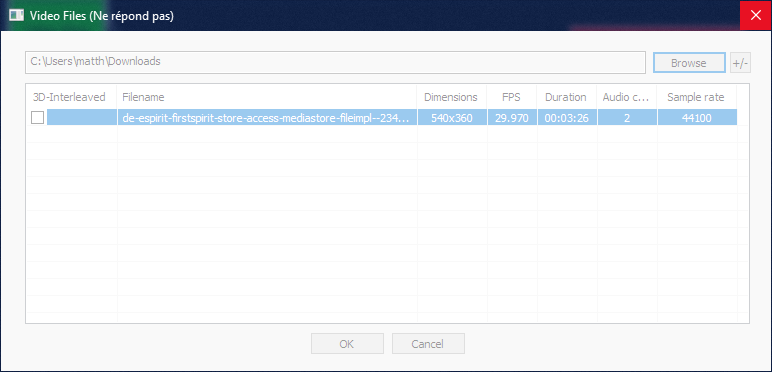 Video Files (Ne répond pas)
C:\Users\matth\Downloads
Browse
+/-
3D-Interleaved Filename Dimensions FPS Duration Audio c... Sample rate
de-espirit-firstspirit-store-access-mediastore-fileimpl--234... 540x360 29.970 00:03:26 2 44100
OK
Cancel